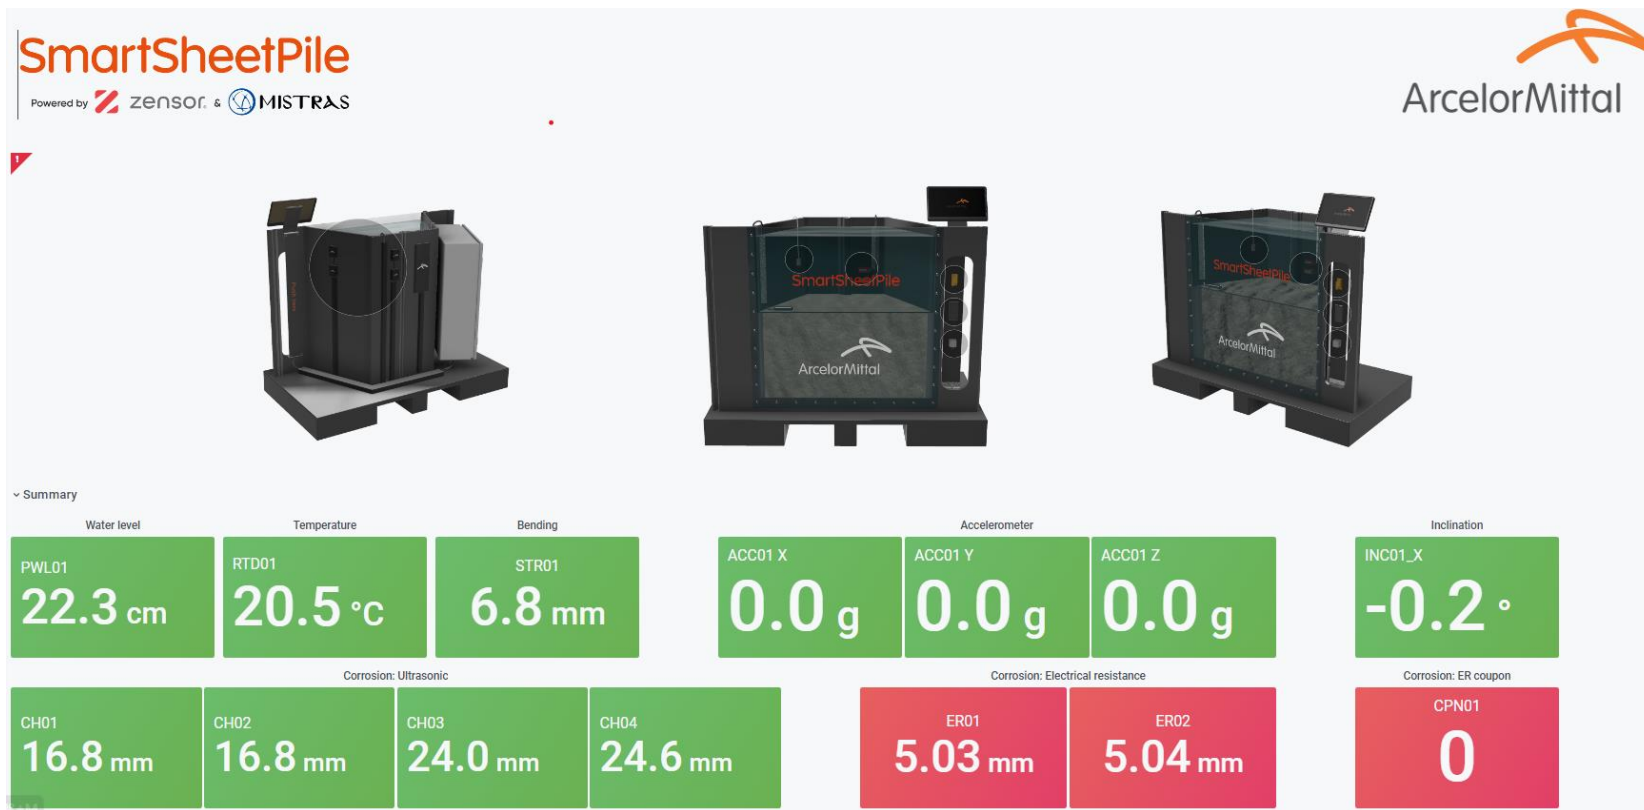 SmartSheetPile
Powered by zensor. & MISTRAS
ArcelorMittal
1
SmartSheetPile
ArcelorMittal
SmartSheetPile
ArcelorMittal
Summary
Water level
Temperature
Bending
Accelerometer
Inclination
PWL01
22.3 cm
RTD01
20.5 °C
STR01
6.8 mm
ACC01 X
0.0 g
ACC01 Y
0.0 g
ACC01 Z
0.0 g
INC01_X
-0.2 °
Corrosion: Ultrasonic
Corrosion: Electrical resistance
Corrosion: ER coupon
CH01
16.8 mm
CH02
16.8 mm
CH03
24.0 mm
CH04
24.6 mm
ER01
5.03 mm
ER02
5.04 mm
CPN01
0